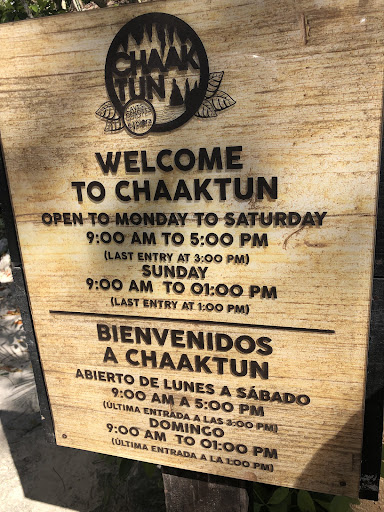 CHAAK
TUN
WELCOME
TO CHAAKTUN
OPEN TO MONDAY TO SATURDAY
9:00 AM TO 5:00 PM
(LAST ENTRY AT 3:00 PM)
SUNDAY
9:00 AM TO 01:00 PM
(LAST ENTRY AT 1:00 PM)
BIENVENIDOS
A CHAAKTUN
ABIERTO DE LUNES A SÁBADO
9:00 AM A 5:00 PM
(ÚLTIMA ENTRADA A LAS 3:00 PM)
DOMINGO
9:00 AM TO 01:00 PM
(ÚLTIMA ENTRADA A LA 1:00 PM)